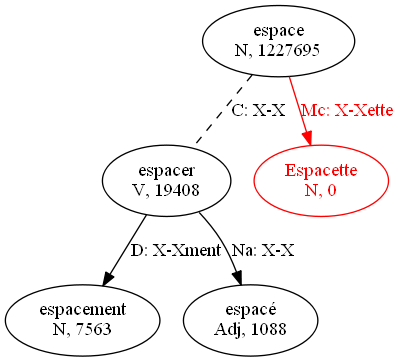 espace
N, 1227695
C: X-X
Mc: X-Xette
espacer
V, 19408
Espacette
N, 0
D: X-Xment
Na: X-X
espacement
N, 7563
espacé
Adj, 1088